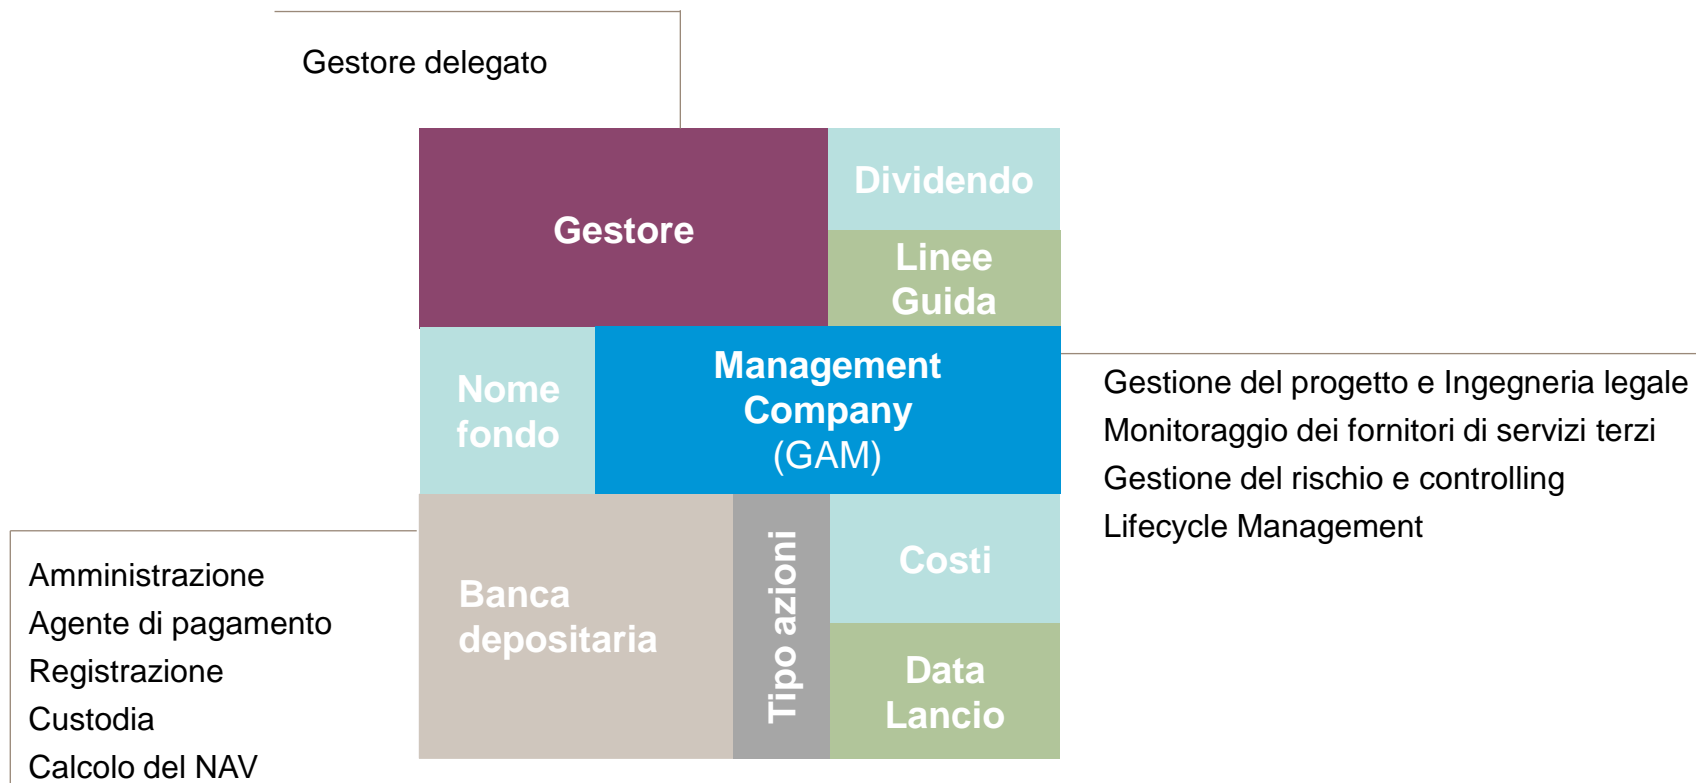 Gestore delegato
Gestore
Dividendo
Linee
Guida
Nome
fondo
Management
Company
(GAM)
Gestione del progetto e Ingegneria legale
Monitoraggio dei fornitori di servizi terzi
Gestione del rischio e controlling
Lifecycle Management
Amministrazione
Agente di pagamento
Registrazione
Custodia
Calcolo del NAV
Banca
depositaria
Tipo azioni
Costi
Data
Lancio